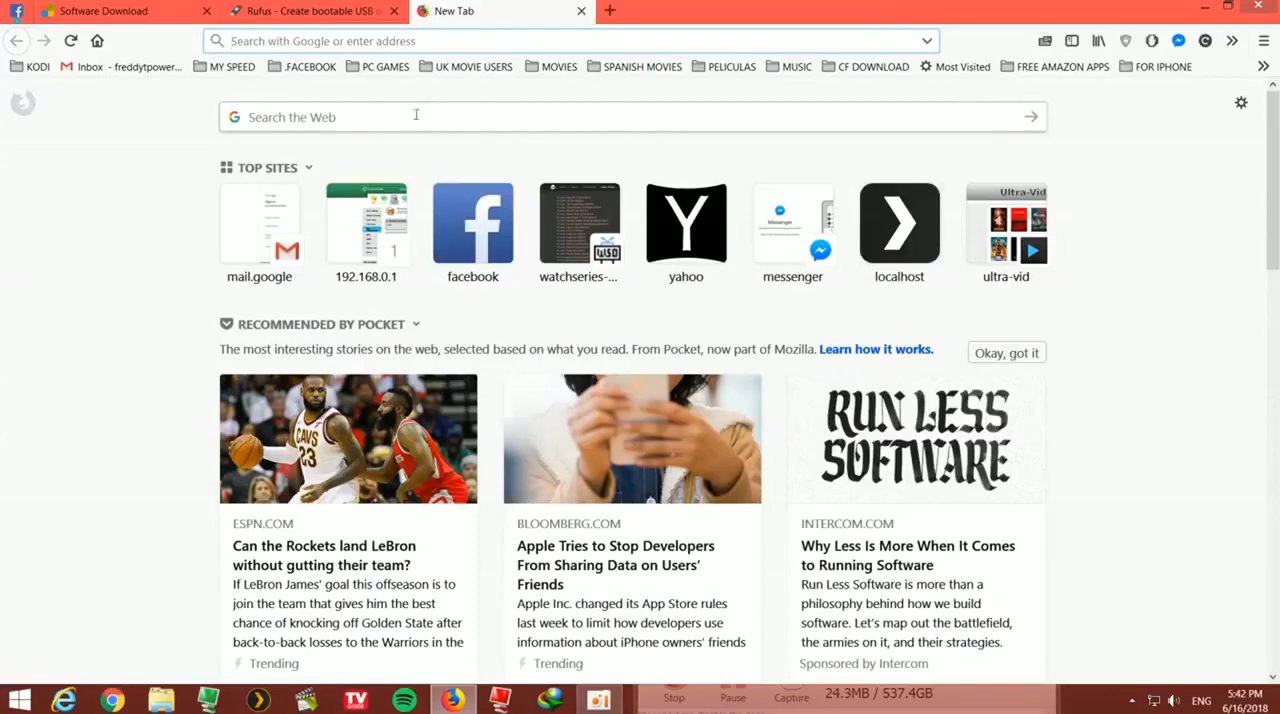 Software Download
Rufus - Create bootable USB
New Tab
Search with Google or enter address
KODI
Inbox - freddytpower...
MY SPEED
.FACEBOOK
PC GAMES
UK MOVIE USERS
MOVIES
SPANISH MOVIES
PELICULAS
MUSIC
CF DOWNLOAD
Most Visited
FREE AMAZON APPS
FOR IPHONE
Search the Web
TOP SITES
Ultra-Vid
mail.google
192.168.0.1
facebook
watchseries-...
yahoo
messenger
localhost
ultra-vid
RECOMMENDED BY POCKET
The most interesting stories on the web, selected based on what you read. From Pocket, now part of Mozilla. Learn how it works.
Okay, got it
CAVS
23
RUN LESS
SOFTWARE
ESPN.COM
BLOOMBERG.COM
INTERCOM.COM
Can the Rockets land LeBron
without gutting their team?
If LeBron James' goal this offseason is to
join the team that gives him the best
chance of knocking off Golden State after
back-to-back losses to the Warriors in the
Trending
Apple Tries to Stop Developers
From Sharing Data on Users'
Friends
Apple Inc. changed its App Store rules
last week to limit how developers use
information about iPhone owners' friends
Trending
Why Less Is More When It Comes
to Running Software
Run Less Software is more than a
philosophy behind how we build
software. Let's map out the battlefield,
the armies on it, and their strategies.
Sponsored by Intercom
TV
GUIDE
Stop
Pause
Capture
24.3MB / 537.4GB
ENG
5:42 PM
6/16/2018